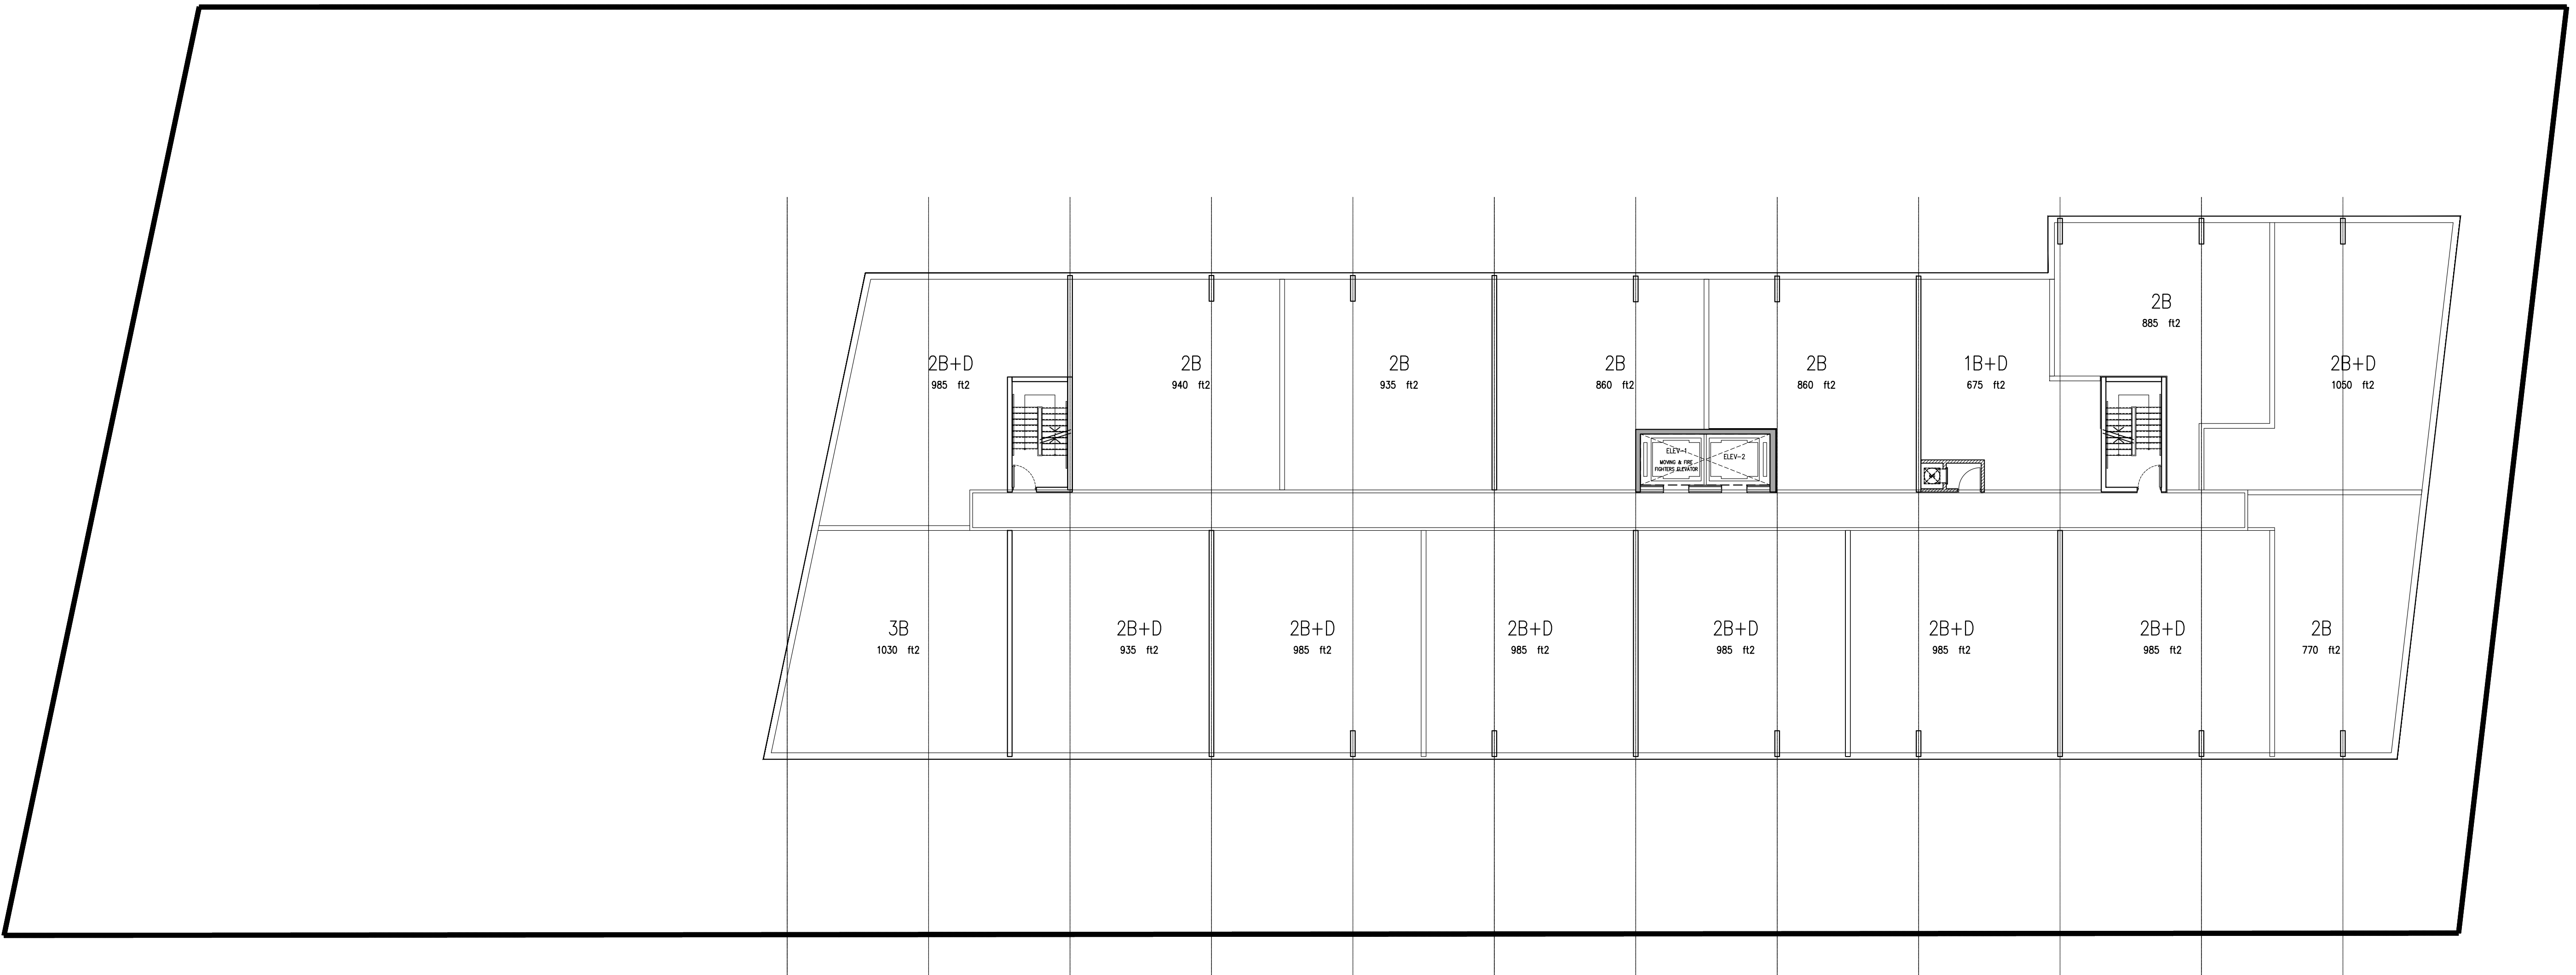 2B
885 ft2
2B+D
985 ft2
2B
940 ft2
2B
935 ft2
2B
860 ft2
2B
860 ft2
1B+D
675 ft2
2B+D
1050 ft2
ELEV-1
MOVING & FIRE
FIGHTERS ELEVATOR
ELEV-2
3B
1030 ft2
2B+D
935 ft2
2B+D
985 ft2
2B+D
985 ft2
2B+D
985 ft2
2B+D
985 ft2
2B+D
985 ft2
2B
770 ft2